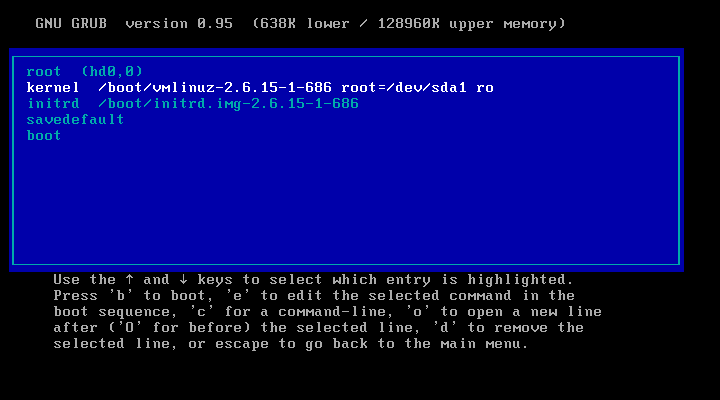 GNU GRUB  version 0.95  (638K lower / 128960K upper memory)
root  (hd0,0)
kernel  /boot/vmlinuz-2.6.15-1-686 root=/dev/sda1 ro
initrd  /boot/initrd.img-2.6.15-1-686
savedefault
boot
Use the ↑ and ↓ keys to select which entry is highlighted.
Press 'b' to boot, 'e' to edit the selected command in the
boot sequence, 'c' for a command-line, 'o' to open a new line
after ('O' for before) the selected line, 'd' to remove the
selected line, or escape to go back to the main menu.